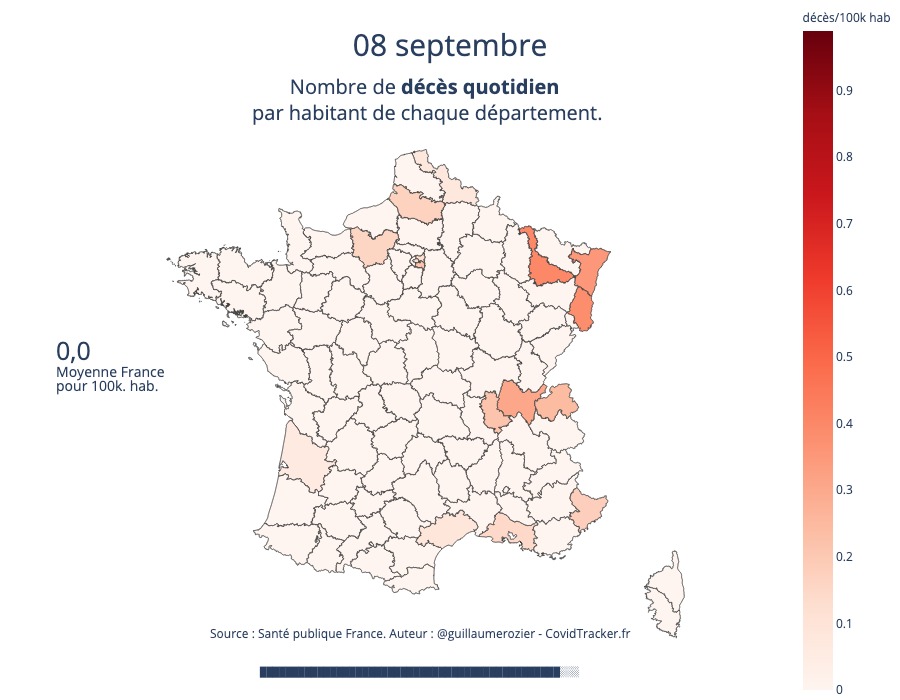 décès/100k hab
08 septembre
Nombre de décès quotidien
par habitant de chaque département.
0.9
0.8
0.7
0.6
0.5
0.4
0.3
0.2
0.1
0
0,0
Moyenne France
pour 100k. hab.
Source : Santé publique France. Auteur : @guillaumerozier - CovidTracker.fr